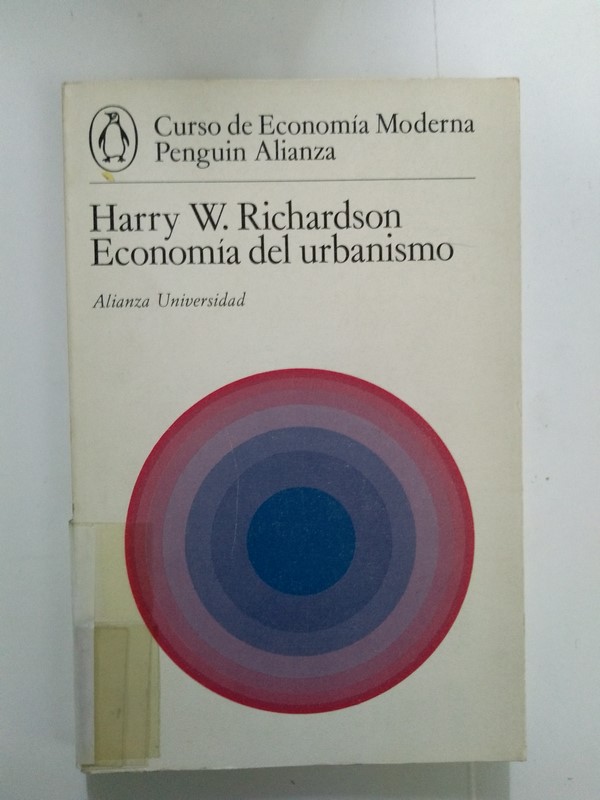 Curso de Economía Moderna
Penguin Alianza
Harry W. Richardson
Economía del urbanismo
Alianza Universidad